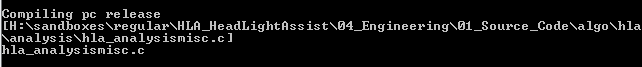 Compiling pc release
[H:\sandboxes\regular\HLA_HeadLightAssist\04_Engineering\01_Source_Code\algo\hla
\analysis\hla_analysismisc.c]
hla_analysismisc.c